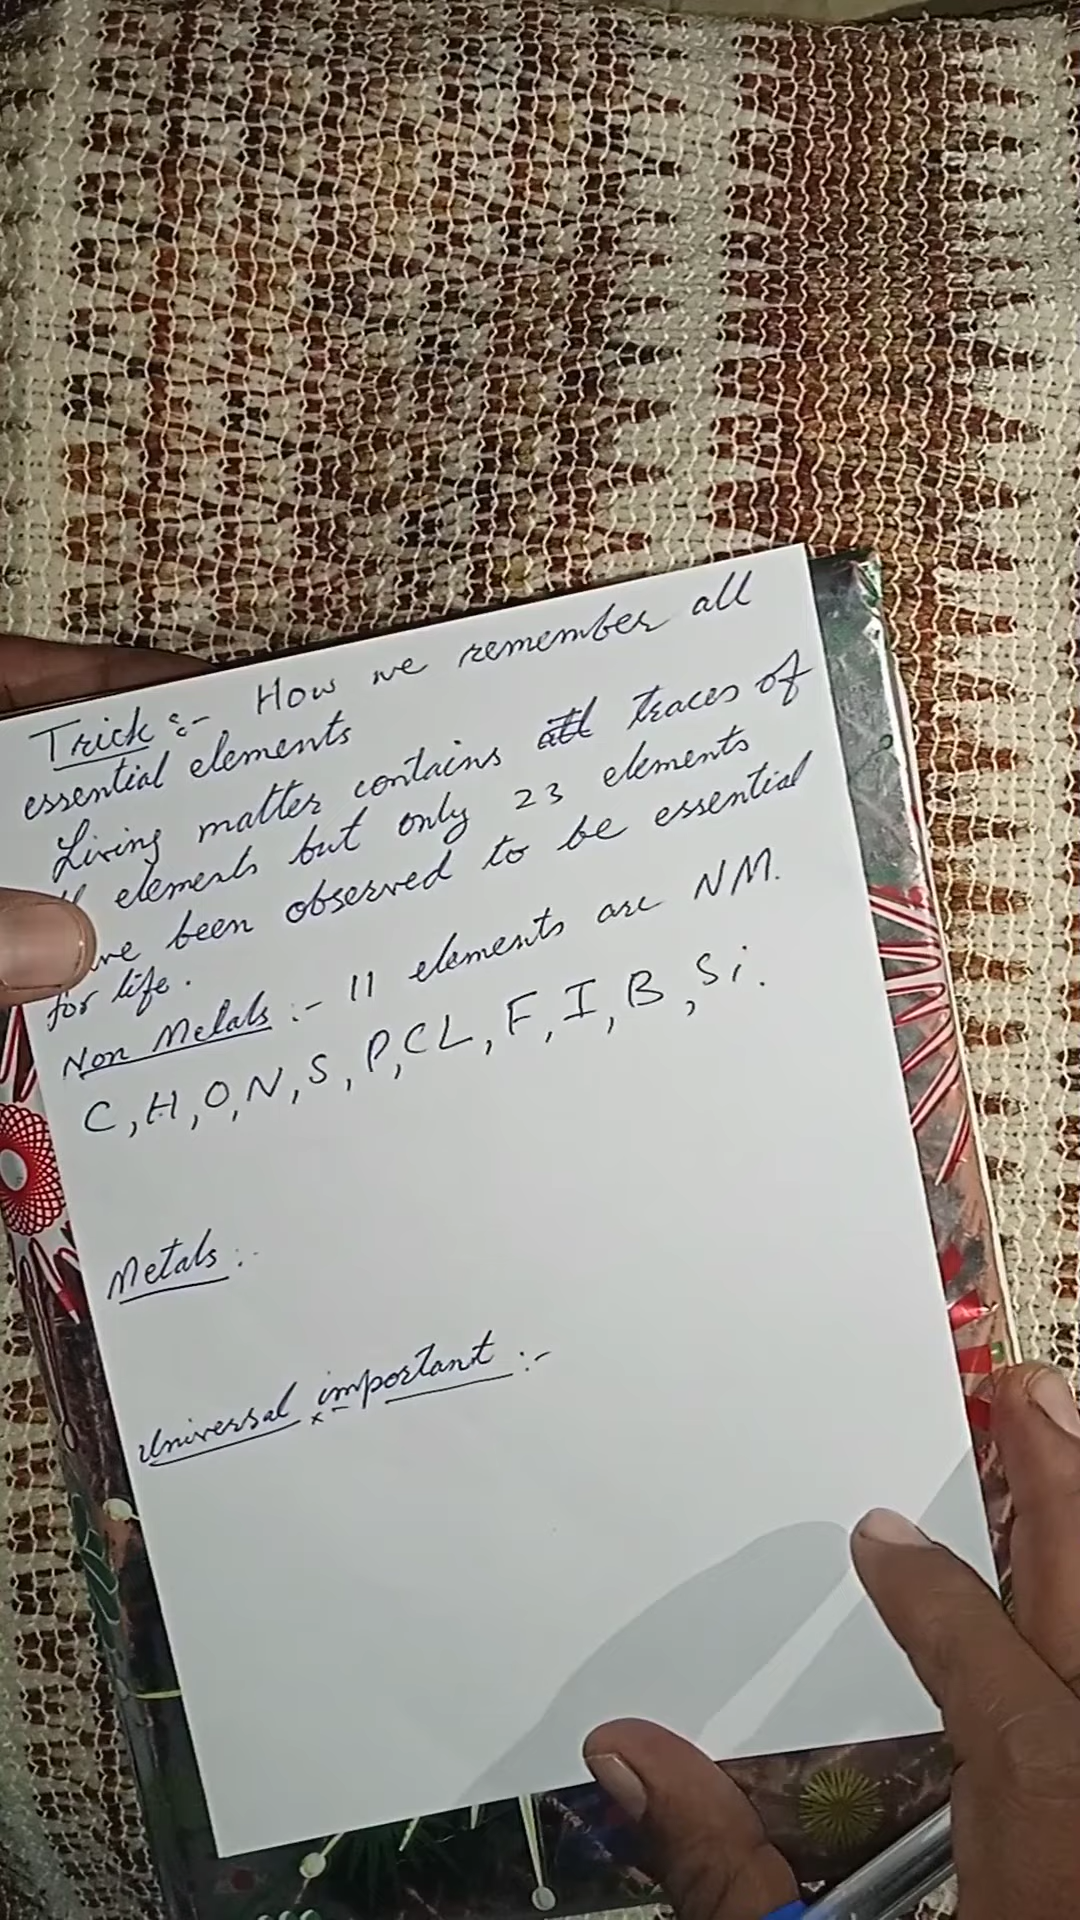 Trick :- How we remember all
essential elements
Living matter contains all traces of
elements but only 23 elements
been observed to be essential
for life.
Non Metals :- 11 elements are NM.
C, H, O, N, S, P, CL, F, I, B, Si.
Metals :-
Universal important :-